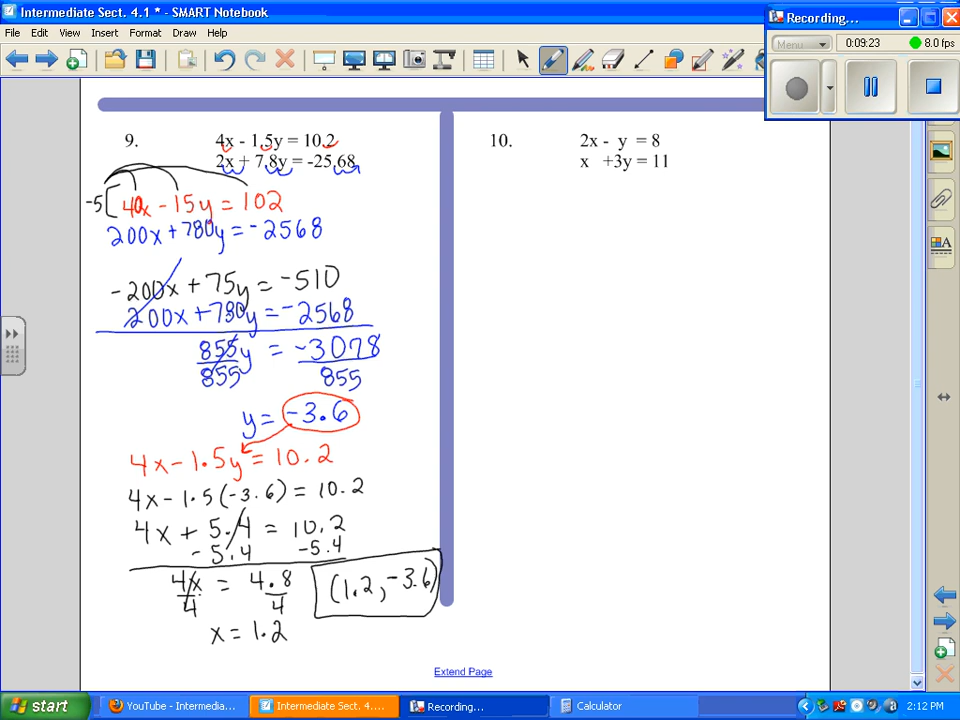 Intermediate Sect. 4.1 * - SMART Notebook
Recording...
File Edit View Insert Format Draw Help
Menu 0:09:23 8.0 fps
9. 4x - 1.5y = 10.2
2x + 7.8y = -25.68
10. 2x - y = 8
x +3y = 11
-5[40x - 15y = 102
200x + 780y = -2568
-200x + 75y = -510
200x + 780y = -2568
855y = -3078
855 855
y = -3.6
4x - 1.5y = 10.2
4x - 1.5(-3.6) = 10.2
4x + 5.4 = 10.2
-5.4 -5.4
4x = 4.8
4 4
(1.2, -3.6)
x = 1.2
Extend Page
start YouTube - Intermedia... Intermediate Sect. 4.... Recording... Calculator 2:12 PM